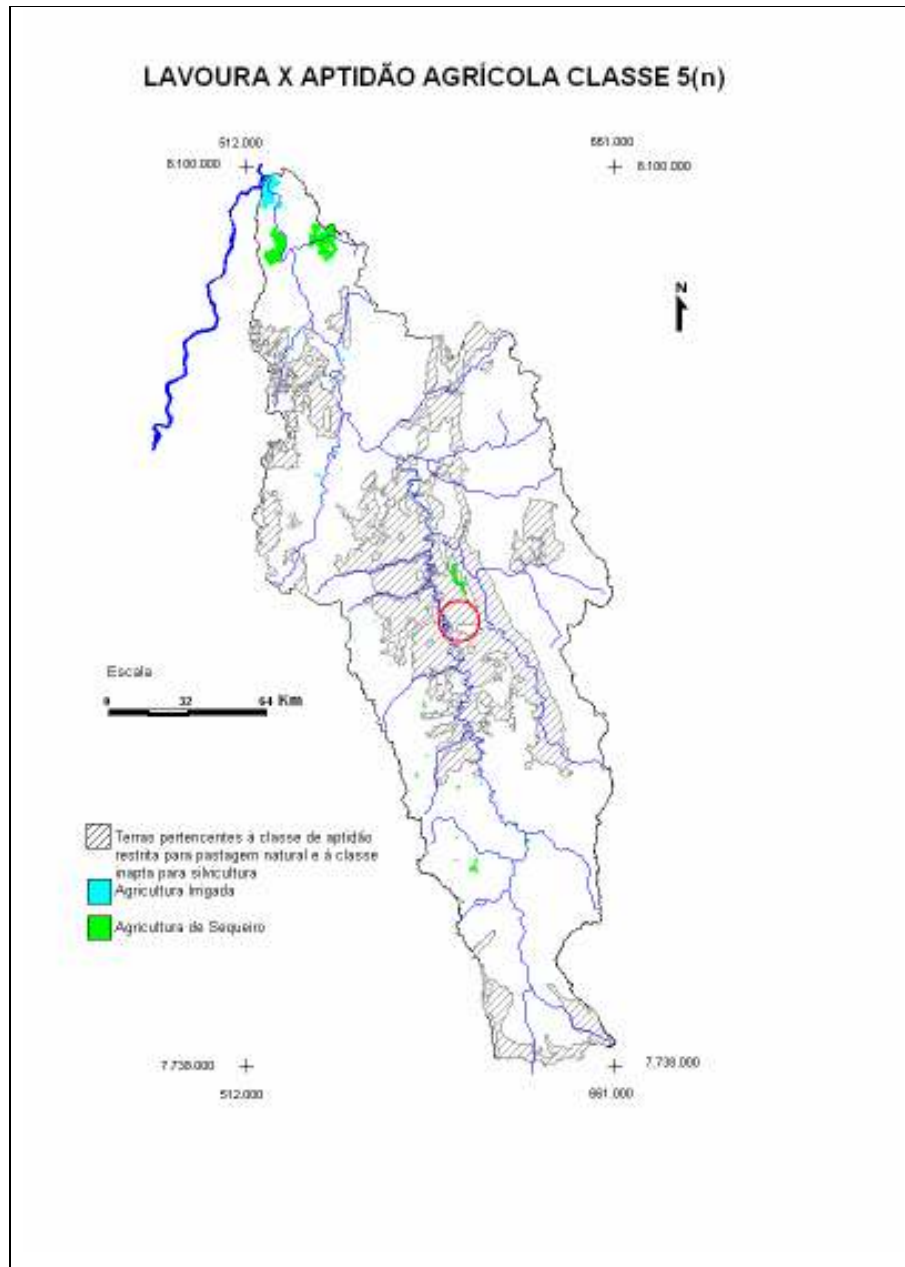 LAVOURA X APTIDÃO AGRÍCOLA CLASSE 5(n)
512.000
661.000
8.100.000
8.100.000
N
Escala
0 32 64 Km
Terras pertencentes á classe de aptidão
restrita para pastagem natural e á classe
inapta para silvicultura
Agricultura Irrigada
Agricultura de Sequeiro
7.738.000
7.738.000
512.000
661.000